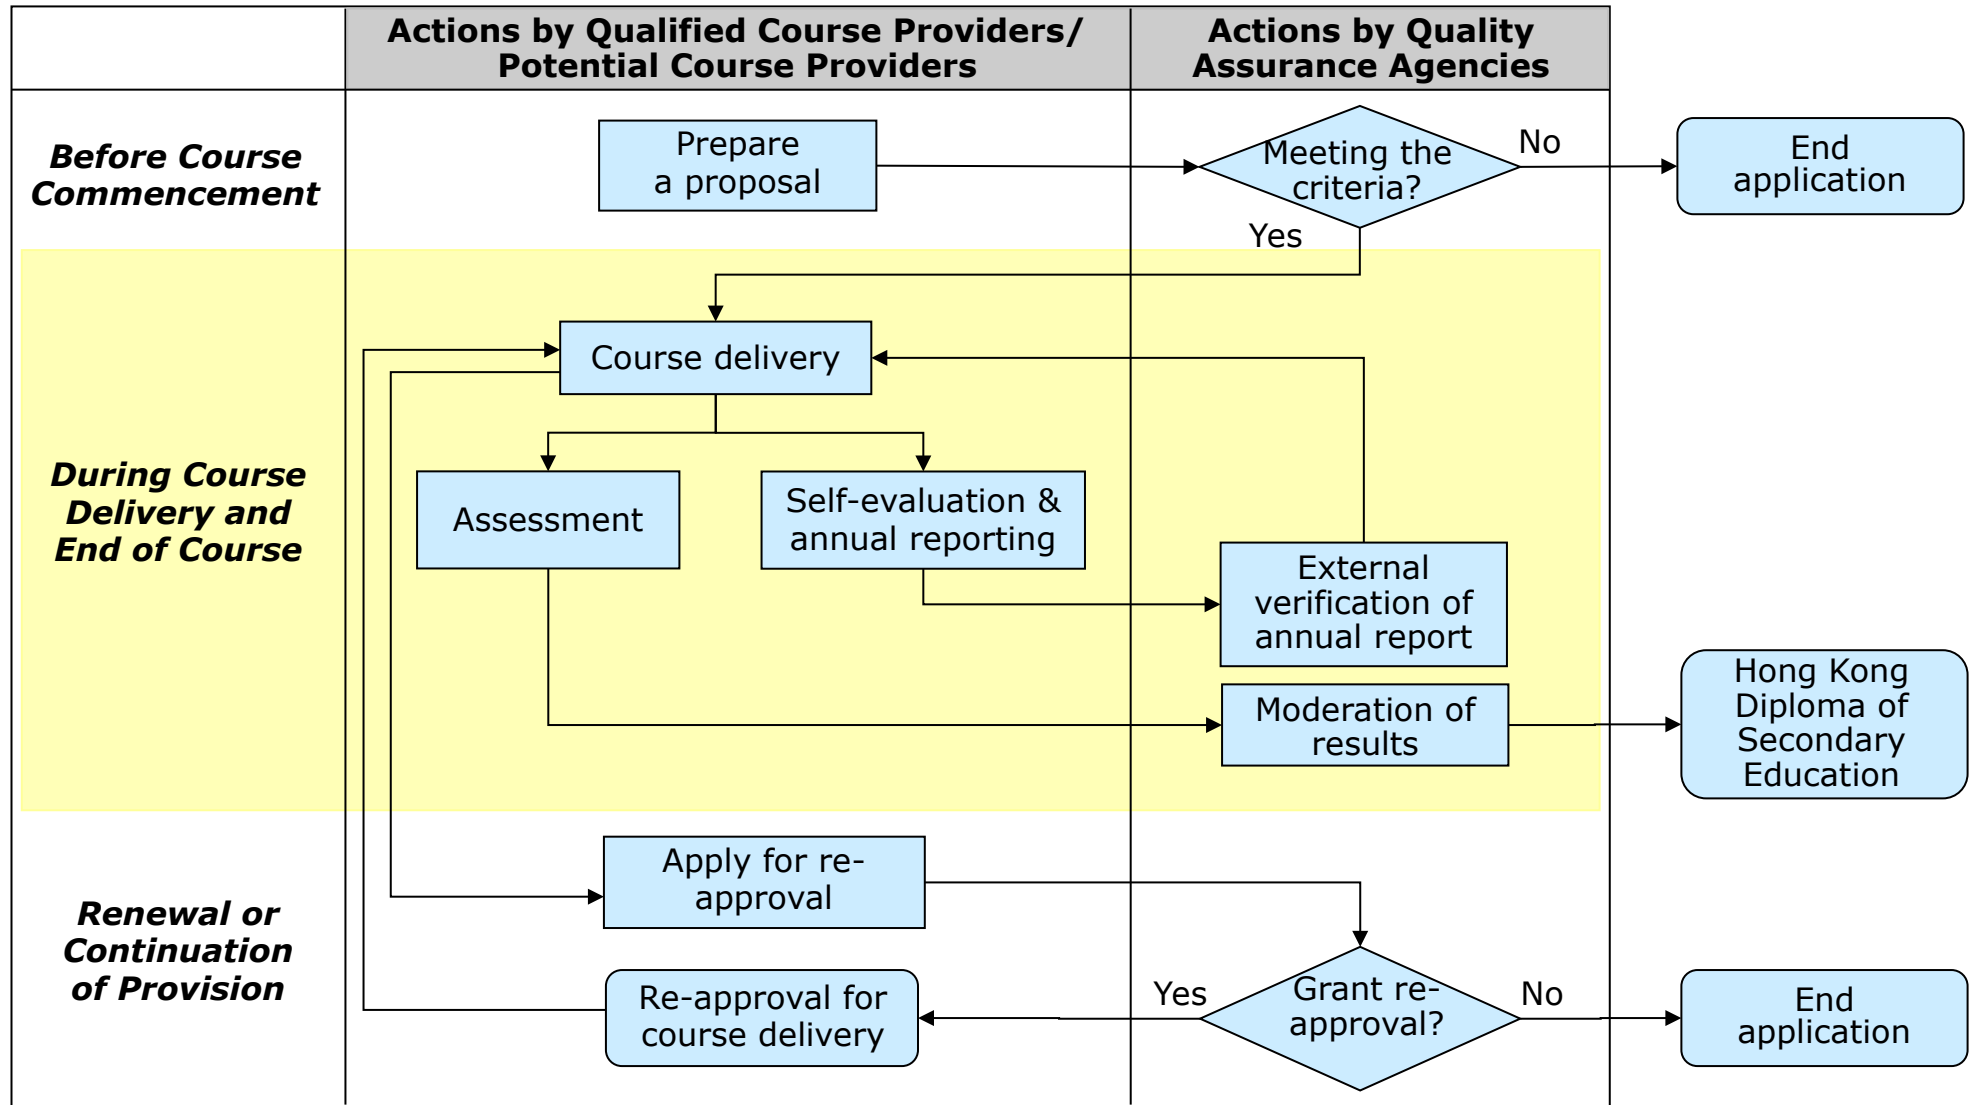 Actions by Qualified Course Providers/
Potential Course Providers
Actions by Quality
Assurance Agencies
Before Course
Commencement
Prepare
a proposal
Meeting the
criteria?
No
End
application
Yes
During Course
Delivery and
End of Course
Course delivery
Assessment
Self-evaluation &
annual reporting
External
verification of
annual report
Moderation of
results
Hong Kong
Diploma of
Secondary
Education
Renewal or
Continuation
of Provision
Apply for re-
approval
Re-approval for
course delivery
Yes
Grant re-
approval?
No
End
application